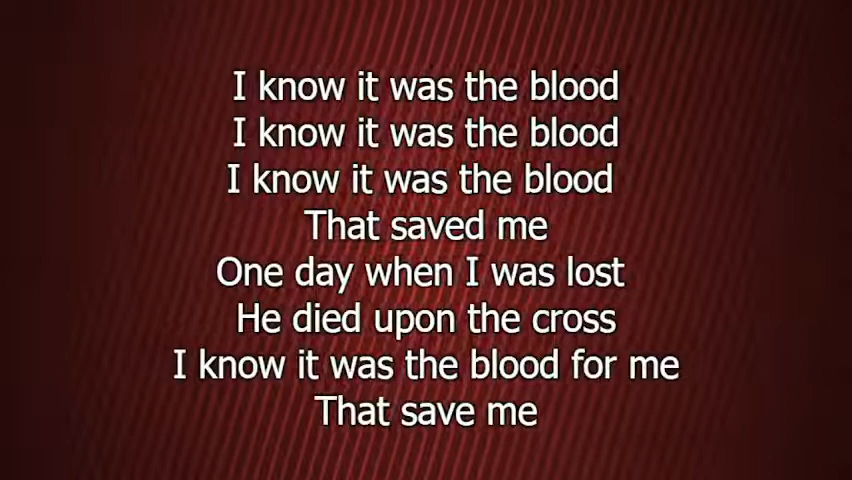 I know it was the blood
I know it was the blood
I know it was the blood
That saved me
One day when I was lost
He died upon the cross
I know it was the blood for me
That save me